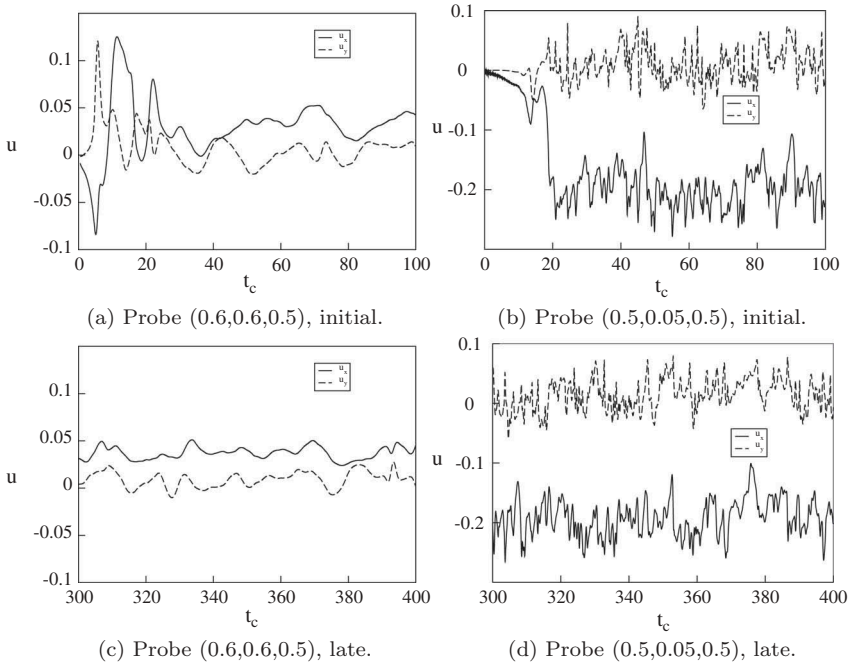 0.1
0.05
0
-0.05
-0.1
u
0 20 40 60 80 100
t_c
u_x
u_y
(a) Probe (0.6,0.6,0.5), initial.
0.1
0
-0.1
-0.2
u
0 20 40 60 80 100
t_c
u_x
u_y
(b) Probe (0.5,0.05,0.5), initial.
0.1
0.05
0
-0.05
-0.1
u
300 320 340 360 380 400
t_c
u_x
u_y
(c) Probe (0.6,0.6,0.5), late.
0.1
0
-0.1
-0.2
u
300 320 340 360 380 400
t_c
u_x
u_y
(d) Probe (0.5,0.05,0.5), late.